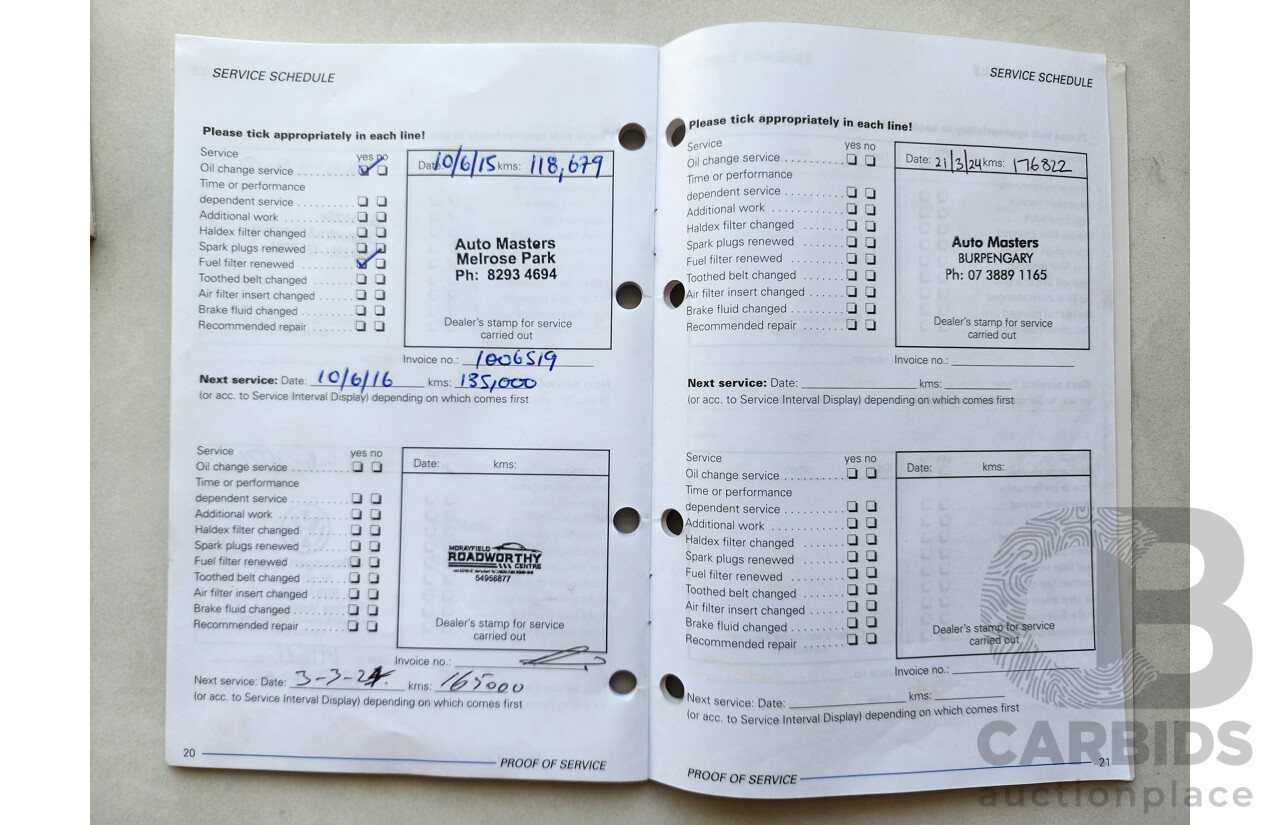 SERVICE SCHEDULE
Please tick appropriately in each line!
Service
yes no
Oil change service
Time or performance
dependent service
Additional work
Haldex filter changed
Spark plugs renewed
Fuel filter renewed
Toothed belt changed
Air filter insert changed
Brake fluid changed
Recommended repair
Date: 10/6/15 kms: 118,679
Auto Masters
Melrose Park
Ph: 8293 4694
Dealer's stamp for service
carried out
Invoice no.: 1006519
Next service: Date: 10/6/16 kms: 135,000
(or acc. to Service Interval Display) depending on which comes first
Service
yes no
Oil change service
Time or performance
dependent service
Additional work
Haldex filter changed
Spark plugs renewed
Fuel filter renewed
Toothed belt changed
Air filter insert changed
Brake fluid changed
Recommended repair
Date: kms:
MORAYFIELD
ROADWORTHY
CENTRE
54958877
Dealer's stamp for service
carried out
Invoice no.:
Next service: Date: 3-3-24 kms: 165000
(or acc. to Service Interval Display) depending on which comes first
20
PROOF OF SERVICE
SERVICE SCHEDULE
Please tick appropriately in each line!
Service
yes no
Oil change service
Time or performance
dependent service
Additional work
Haldex filter changed
Spark plugs renewed
Fuel filter renewed
Toothed belt changed
Air filter insert changed
Brake fluid changed
Recommended repair
Date: 21/3/24 kms: 176822
Auto Masters
BURPENGARY
Ph: 07 3889 1165
Dealer's stamp for service
carried out
Invoice no.:
Next service: Date: kms:
(or acc. to Service Interval Display) depending on which comes first
Service
yes no
Oil change service
Time or performance
dependent service
Additional work
Haldex filter changed
Spark plugs renewed
Fuel filter renewed
Toothed belt changed
Air filter insert changed
Brake fluid changed
Recommended repair
Date: kms:
Dealer's stamp for service
carried out
Invoice no.:
Next service: Date: kms:
(or acc. to Service Interval Display) depending on which comes first
PROOF OF SERVICE
21
CB
CARBIDS
auctionplace